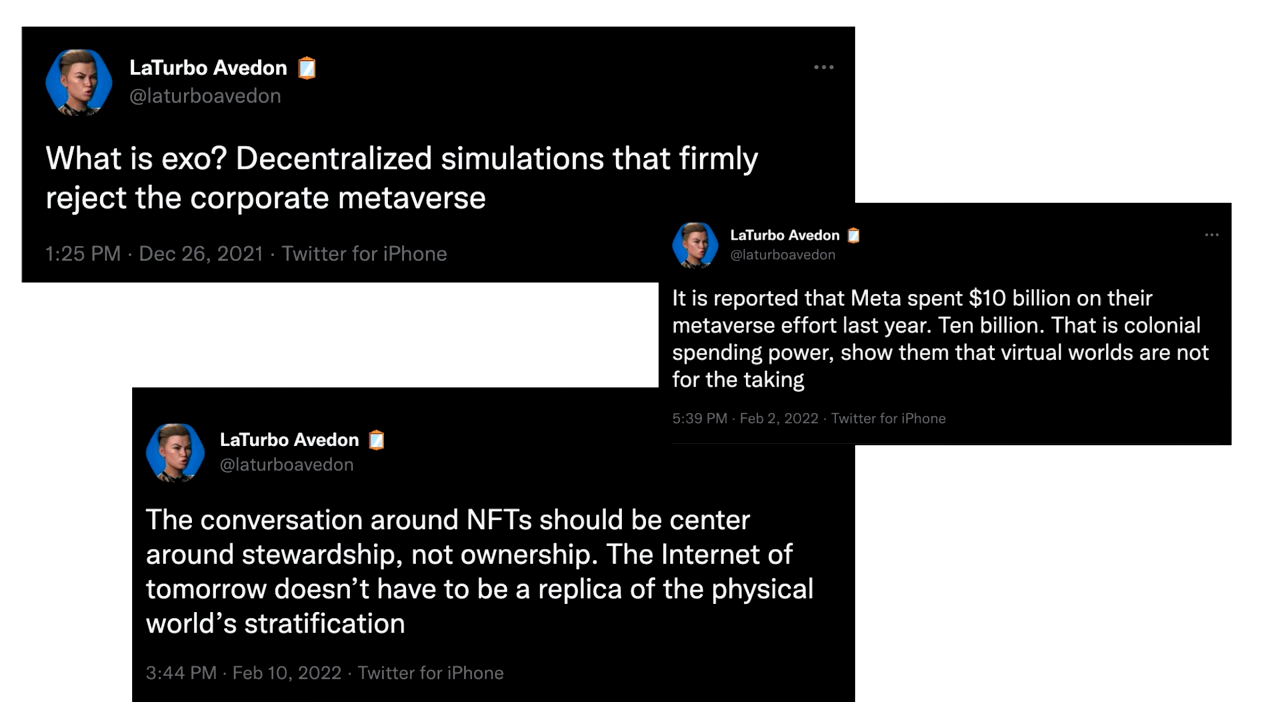 LaTurbo Avedon 🪞
@laturboavedon
What is exo? Decentralized simulations that firmly
reject the corporate metaverse
1:25 PM · Dec 26, 2021 · Twitter for iPhone
LaTurbo Avedon 🪞
@laturboavedon
It is reported that Meta spent $10 billion on their
metaverse effort last year. Ten billion. That is colonial
spending power, show them that virtual worlds are not
for the taking
5:39 PM · Feb 2, 2022 · Twitter for iPhone
LaTurbo Avedon 🪞
@laturboavedon
The conversation around NFTs should be center
around stewardship, not ownership. The Internet of
tomorrow doesn’t have to be a replica of the physical
world’s stratification
3:44 PM · Feb 10, 2022 · Twitter for iPhone